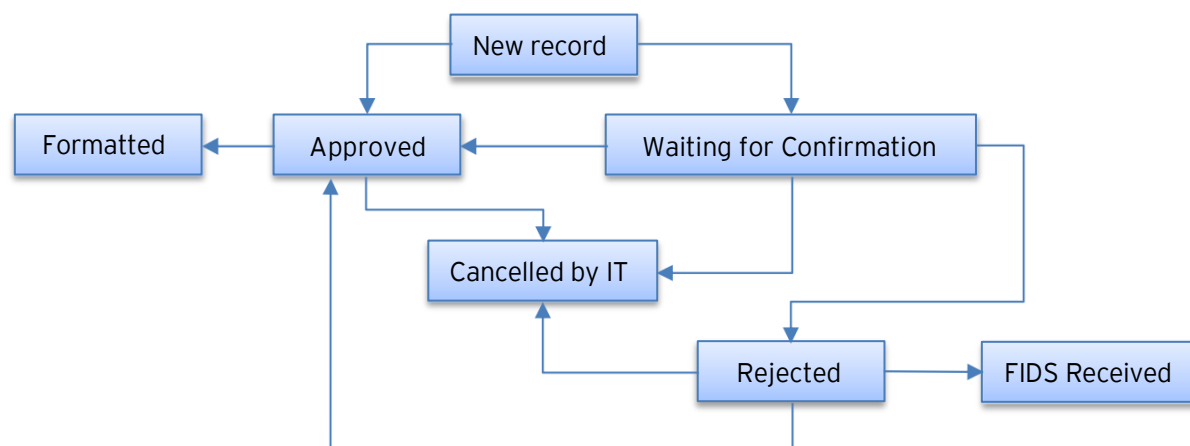 New record
Formatted
Approved
Waiting for Confirmation
Cancelled by IT
Rejected
FIDS Received